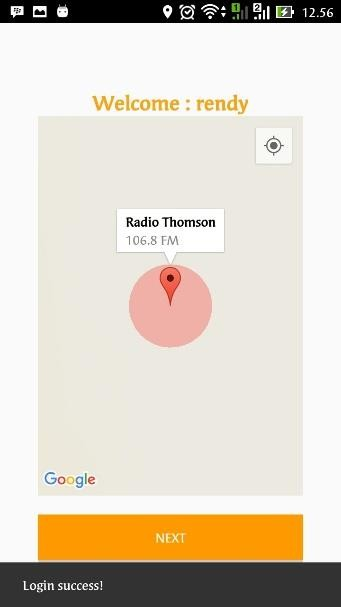 12.56
Welcome : rendy
Radio Thomson
106.8 FM
Google
NEXT
Login success!